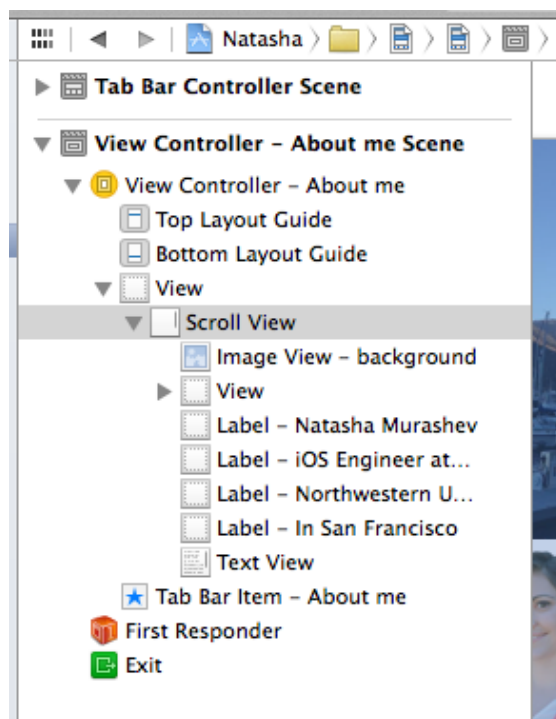 Natasha
Tab Bar Controller Scene
View Controller – About me Scene
View Controller – About me
Top Layout Guide
Bottom Layout Guide
View
Scroll View
Image View – background
View
Label – Natasha Murashev
Label – iOS Engineer at...
Label – Northwestern U...
Label – In San Francisco
Text View
Tab Bar Item – About me
First Responder
Exit